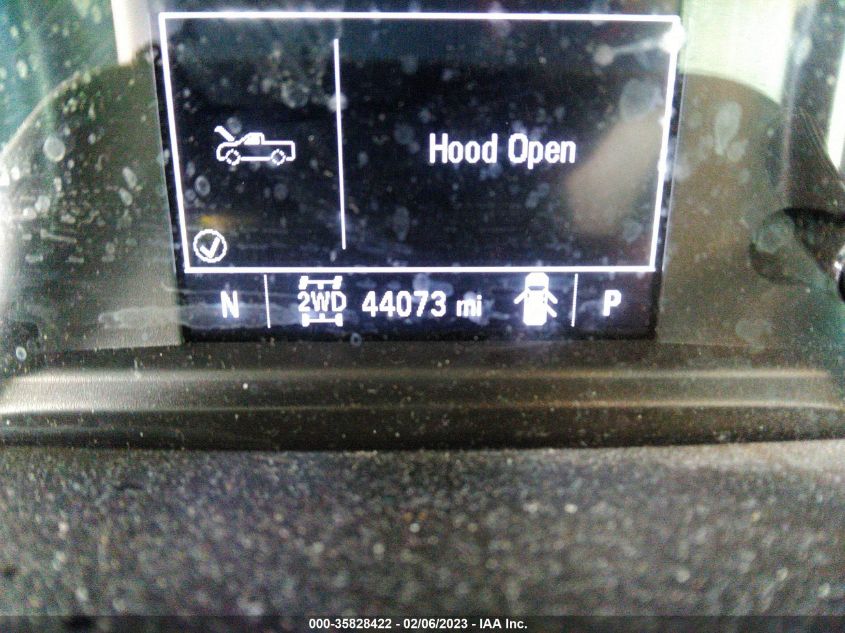 Hood Open
N 2WD 44073 mi P
000-35828422 - 02/06/2023 - IAA Inc.